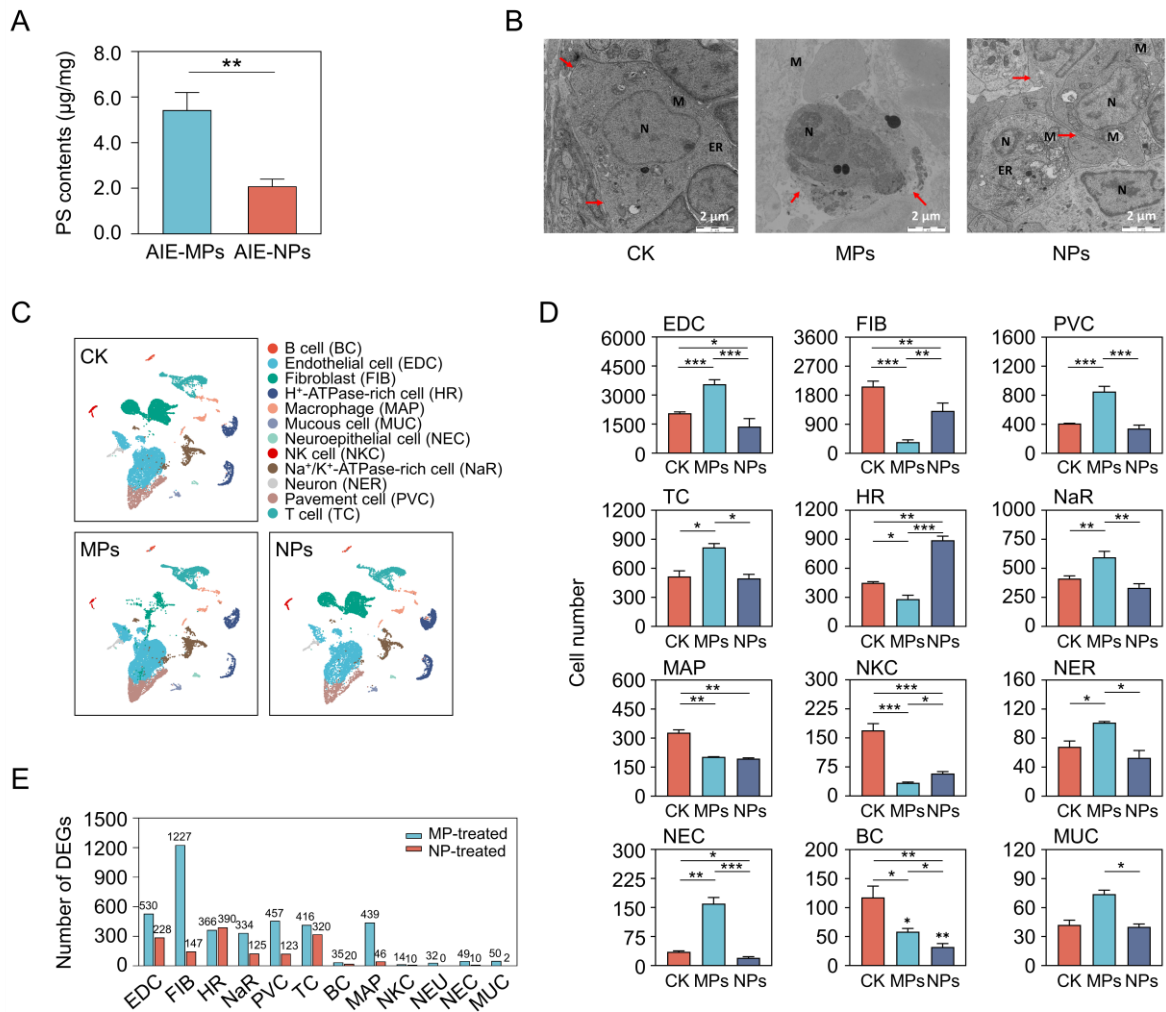 A
PS contents (μg/mg)
8.0
6.0
4.0
2.0
0.0
**
AIE-MPs
AIE-NPs
B
M
N
ER
2 μm
CK
M
N
2 μm
MPs
M
N
N
M
M
ER
N
2 μm
NPs
C
CK
B cell (BC)
Endothelial cell (EDC)
Fibroblast (FIB)
H⁺-ATPase-rich cell (HR)
Macrophage (MAP)
Mucous cell (MUC)
Neuroepithelial cell (NEC)
NK cell (NKC)
Na⁺/K⁺-ATPase-rich cell (NaR)
Neuron (NER)
Pavement cell (PVC)
T cell (TC)
MPs
NPs
D
Cell number
EDC
6000
4500
3000
1500
0
*
*** ***
CK MPs NPs
FIB
3600
2700
1800
900
0
**
*** **
CK MPs NPs
PVC
1600
1200
800
400
0
*** ***
CK MPs NPs
TC
1200
900
600
300
0
* *
CK MPs NPs
HR
1200
900
600
300
0
**
* ***
CK MPs NPs
NaR
1000
750
500
250
0
** **
CK MPs NPs
MAP
600
450
300
150
0
**
**
CK MPs NPs
NKC
300
225
150
75
0
***
*** *
CK MPs NPs
NER
160
120
80
40
0
* *
CK MPs NPs
NEC
300
225
150
75
0
*
** ***
CK MPs NPs
BC
200
150
100
50
0
**
* *
* **
CK MPs NPs
MUC
120
90
60
30
0
*
CK MPs NPs
E
Number of DEGs
1500
1200
900
600
300
0
MP-treated
NP-treated
530 228
1227 147
366 390
334 125
457 123
416 320
35 20
439 46
14 10
32 0
49 10
50 2
EDC FIB HR NaR PVC TC BC MAP NKC NEU NEC MUC